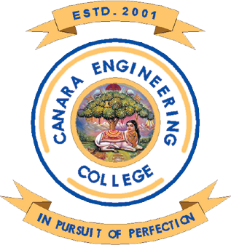 ESTD. 2001
CANARA ENGINEERING
COLLEGE
IN PURSUIT OF PERFECTION